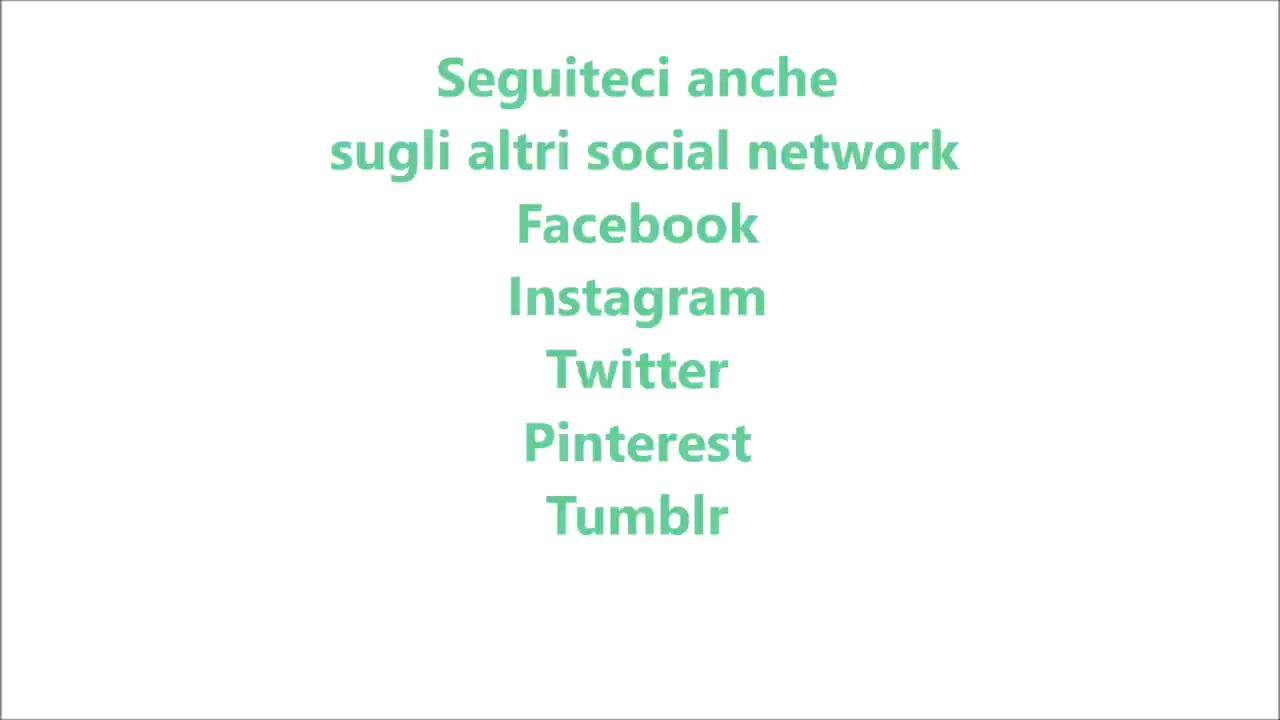 Seguiteci anche
sugli altri social network
Facebook
Instagram
Twitter
Pinterest
Tumblr